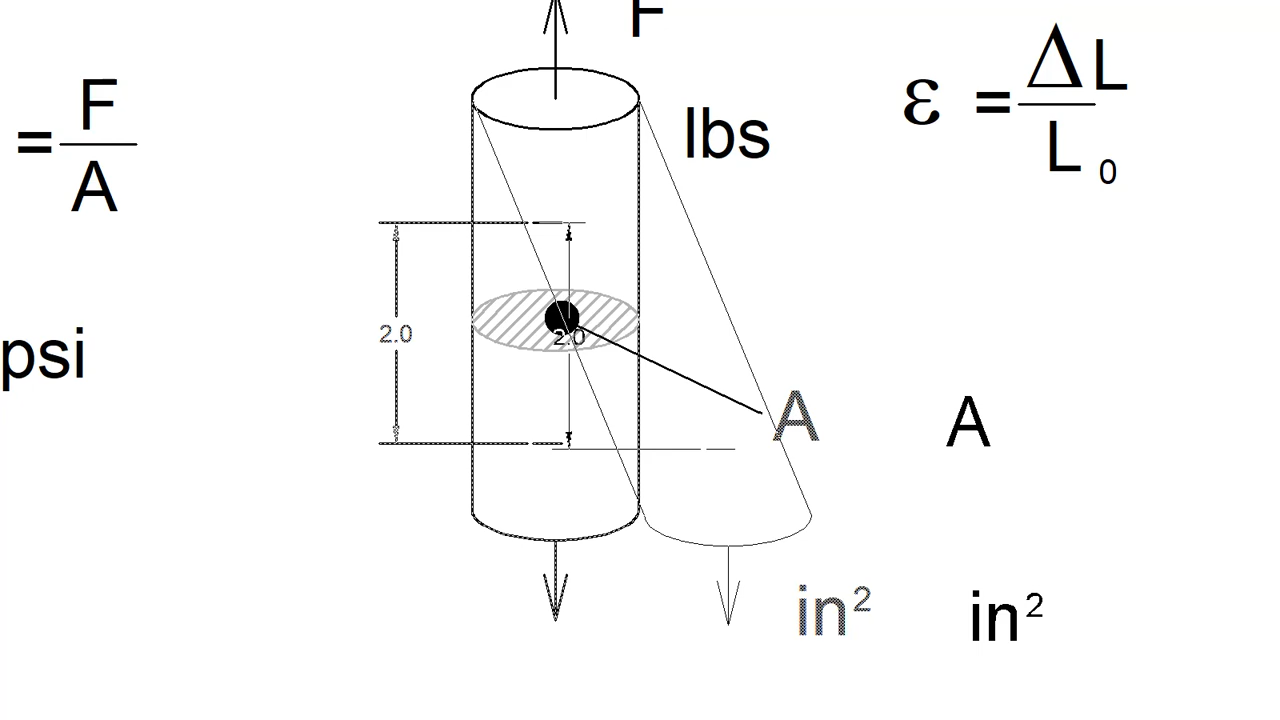 F
= F / A
lbs
ε = ΔL / L₀
2.0
2.0
psi
A
A
in²
in²